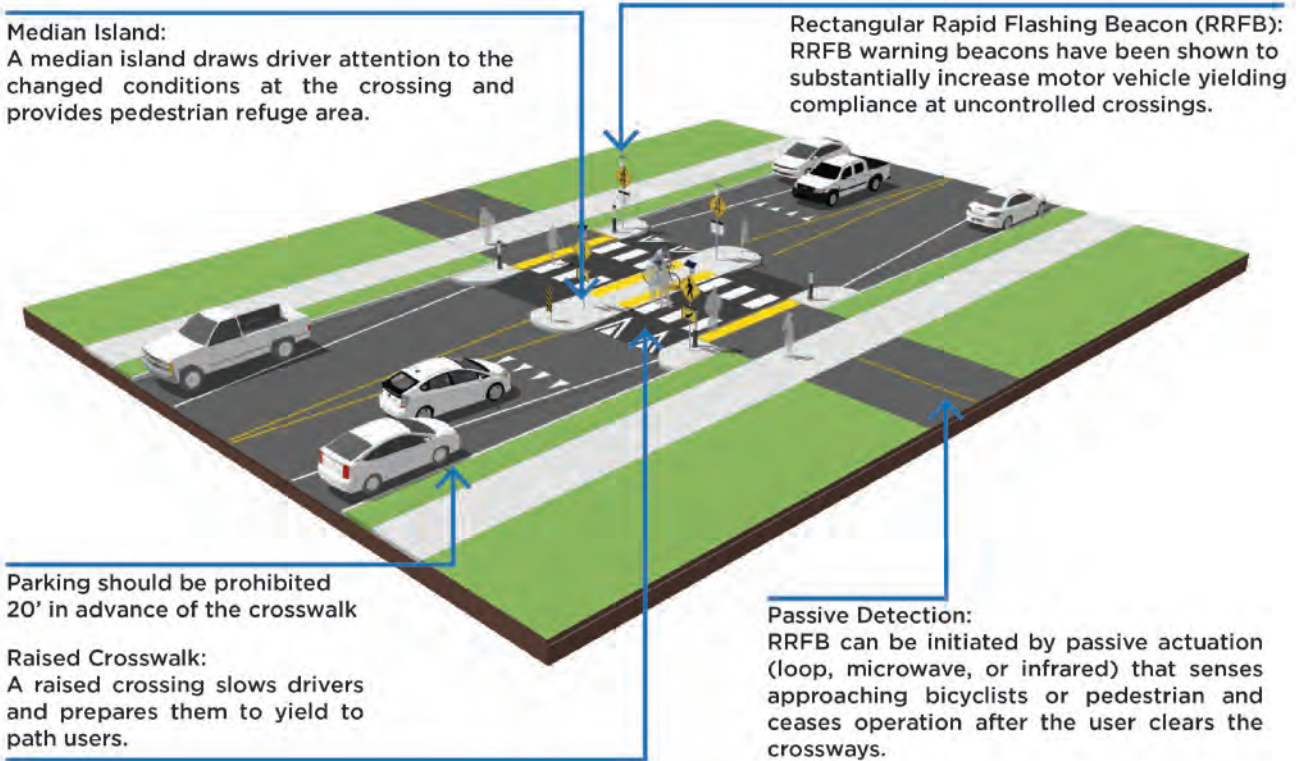 Median Island:
A median island draws driver attention to the
changed conditions at the crossing and
provides pedestrian refuge area.
Rectangular Rapid Flashing Beacon (RRFB):
RRFB warning beacons have been shown to
substantially increase motor vehicle yielding
compliance at uncontrolled crossings.
Parking should be prohibited
20' in advance of the crosswalk
Raised Crosswalk:
A raised crossing slows drivers
and prepares them to yield to
path users.
Passive Detection:
RRFB can be initiated by passive actuation
(loop, microwave, or infrared) that senses
approaching bicyclists or pedestrian and
ceases operation after the user clears the
crossways.